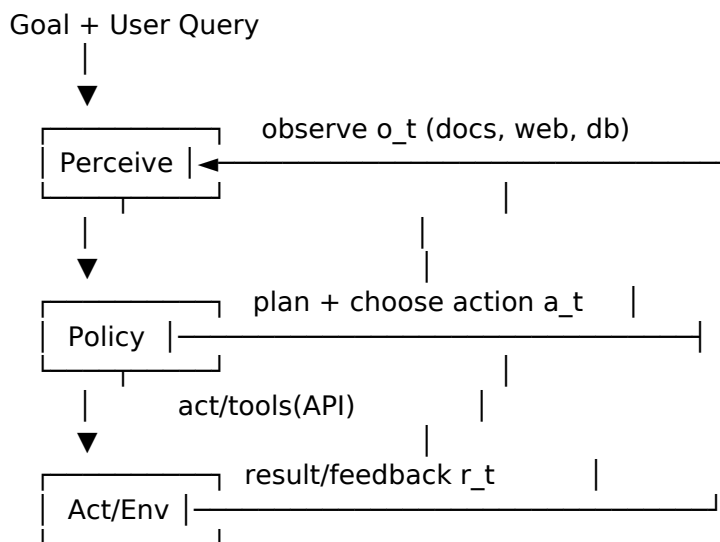 Goal + User Query
observe o_t (docs, web, db)
Perceive
plan + choose action a_t
Policy
act/tools(API)
result/feedback r_t
Act/Env